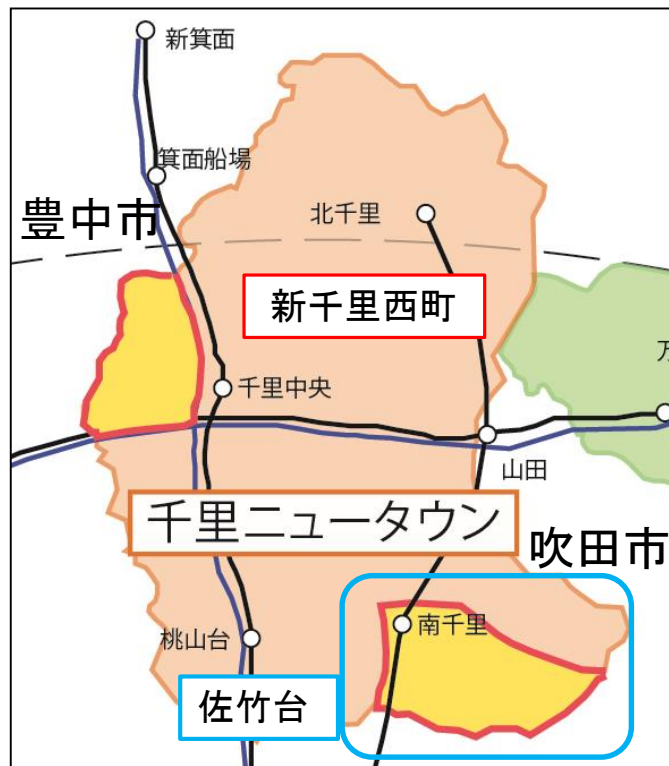 新箕面
箕面船場
豊中市
北千里
新千里西町
万
千里中央
山田
千里ニュータウン
吹田市
南千里
桃山台
佐竹台